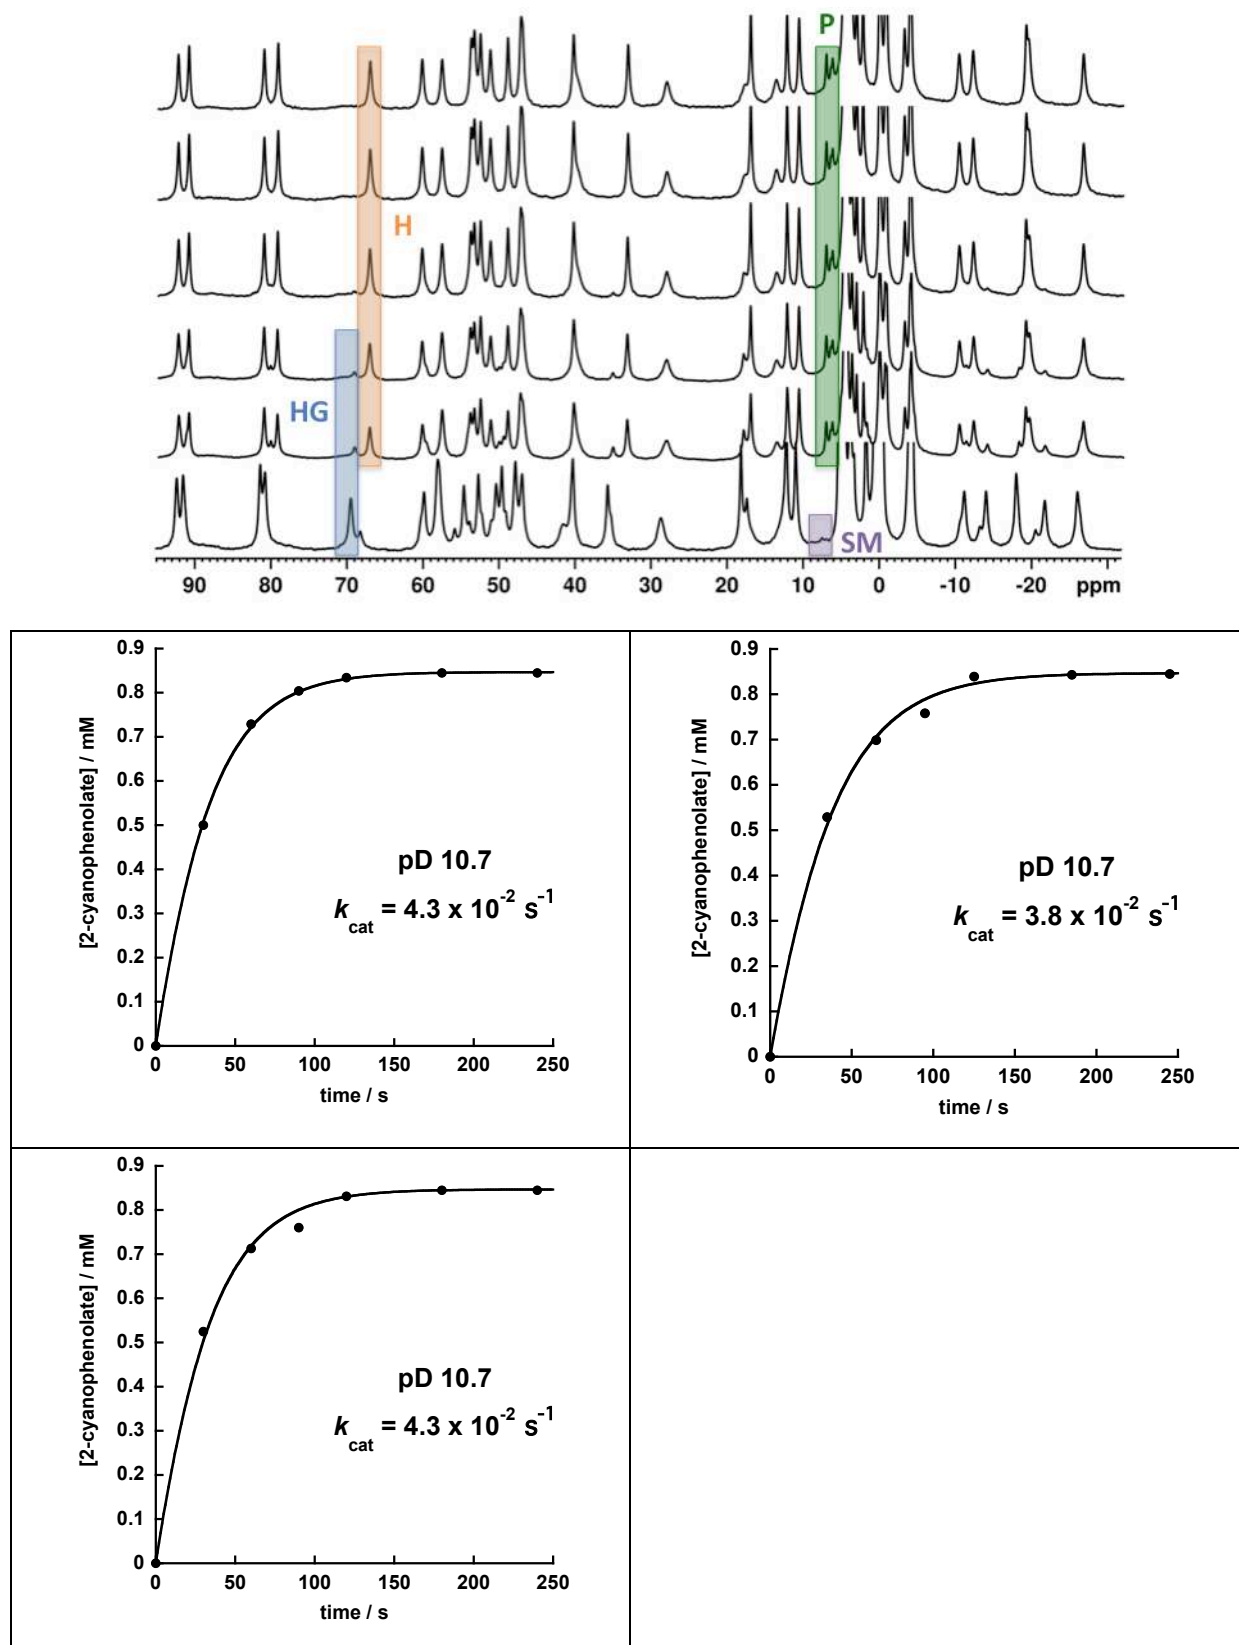 P
H
HG
SM
90 80 70 60 50 40 30 20 10 0 -10 -20 ppm
0.9
0.8
0.7
0.6
0.5
0.4
0.3
0.2
0.1
0
[2-cyanophenolate] / mM
pD 10.7
k_cat = 4.3 x 10^-2 s^-1
0 50 100 150 200 250
time / s
0.9
0.8
0.7
0.6
0.5
0.4
0.3
0.2
0.1
0
[2-cyanophenolate] / mM
pD 10.7
k_cat = 3.8 x 10^-2 s^-1
0 50 100 150 200 250
time / s
0.9
0.8
0.7
0.6
0.5
0.4
0.3
0.2
0.1
0
[2-cyanophenolate] / mM
pD 10.7
k_cat = 4.3 x 10^-2 s^-1
0 50 100 150 200 250
time / s